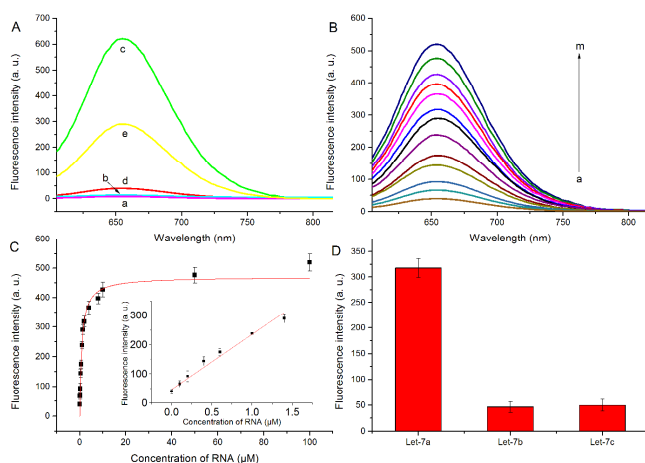 A
Fluorescence intensity (a. u.)
700
600
500
400
300
200
100
0
c
e
b
d
a
650
700
750
800
Wavelength (nm)
B
Fluorescence intensity (a. u.)
600
500
400
300
200
100
0
m
a
650
700
750
800
Wavelength (nm)
C
Fluorescence intensity (a. u.)
600
500
400
300
200
100
0
0
20
40
60
80
100
Concentration of RNA (μM)
Fluorescence intensity (a. u.)
300
200
100
0
0.0
0.5
1.0
1.5
Concentration of RNA (μM)
D
Fluorescence intensity (a. u.)
350
300
250
200
150
100
50
0
Let-7a
Let-7b
Let-7c